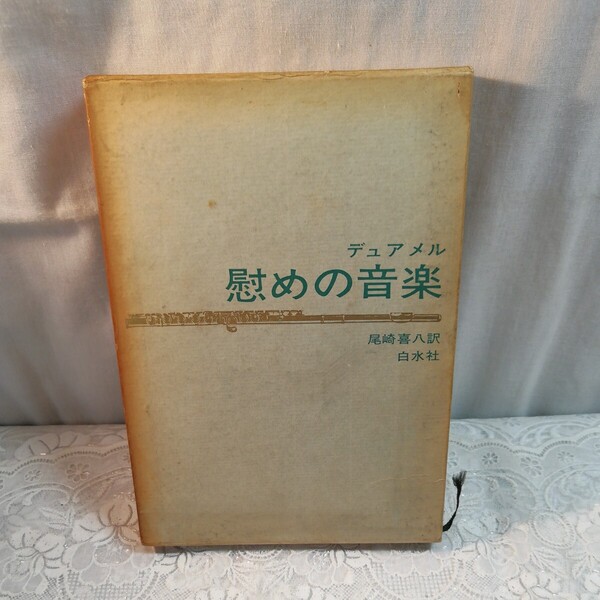 デュアメル
慰めの音楽
尾崎喜八訳
白水社